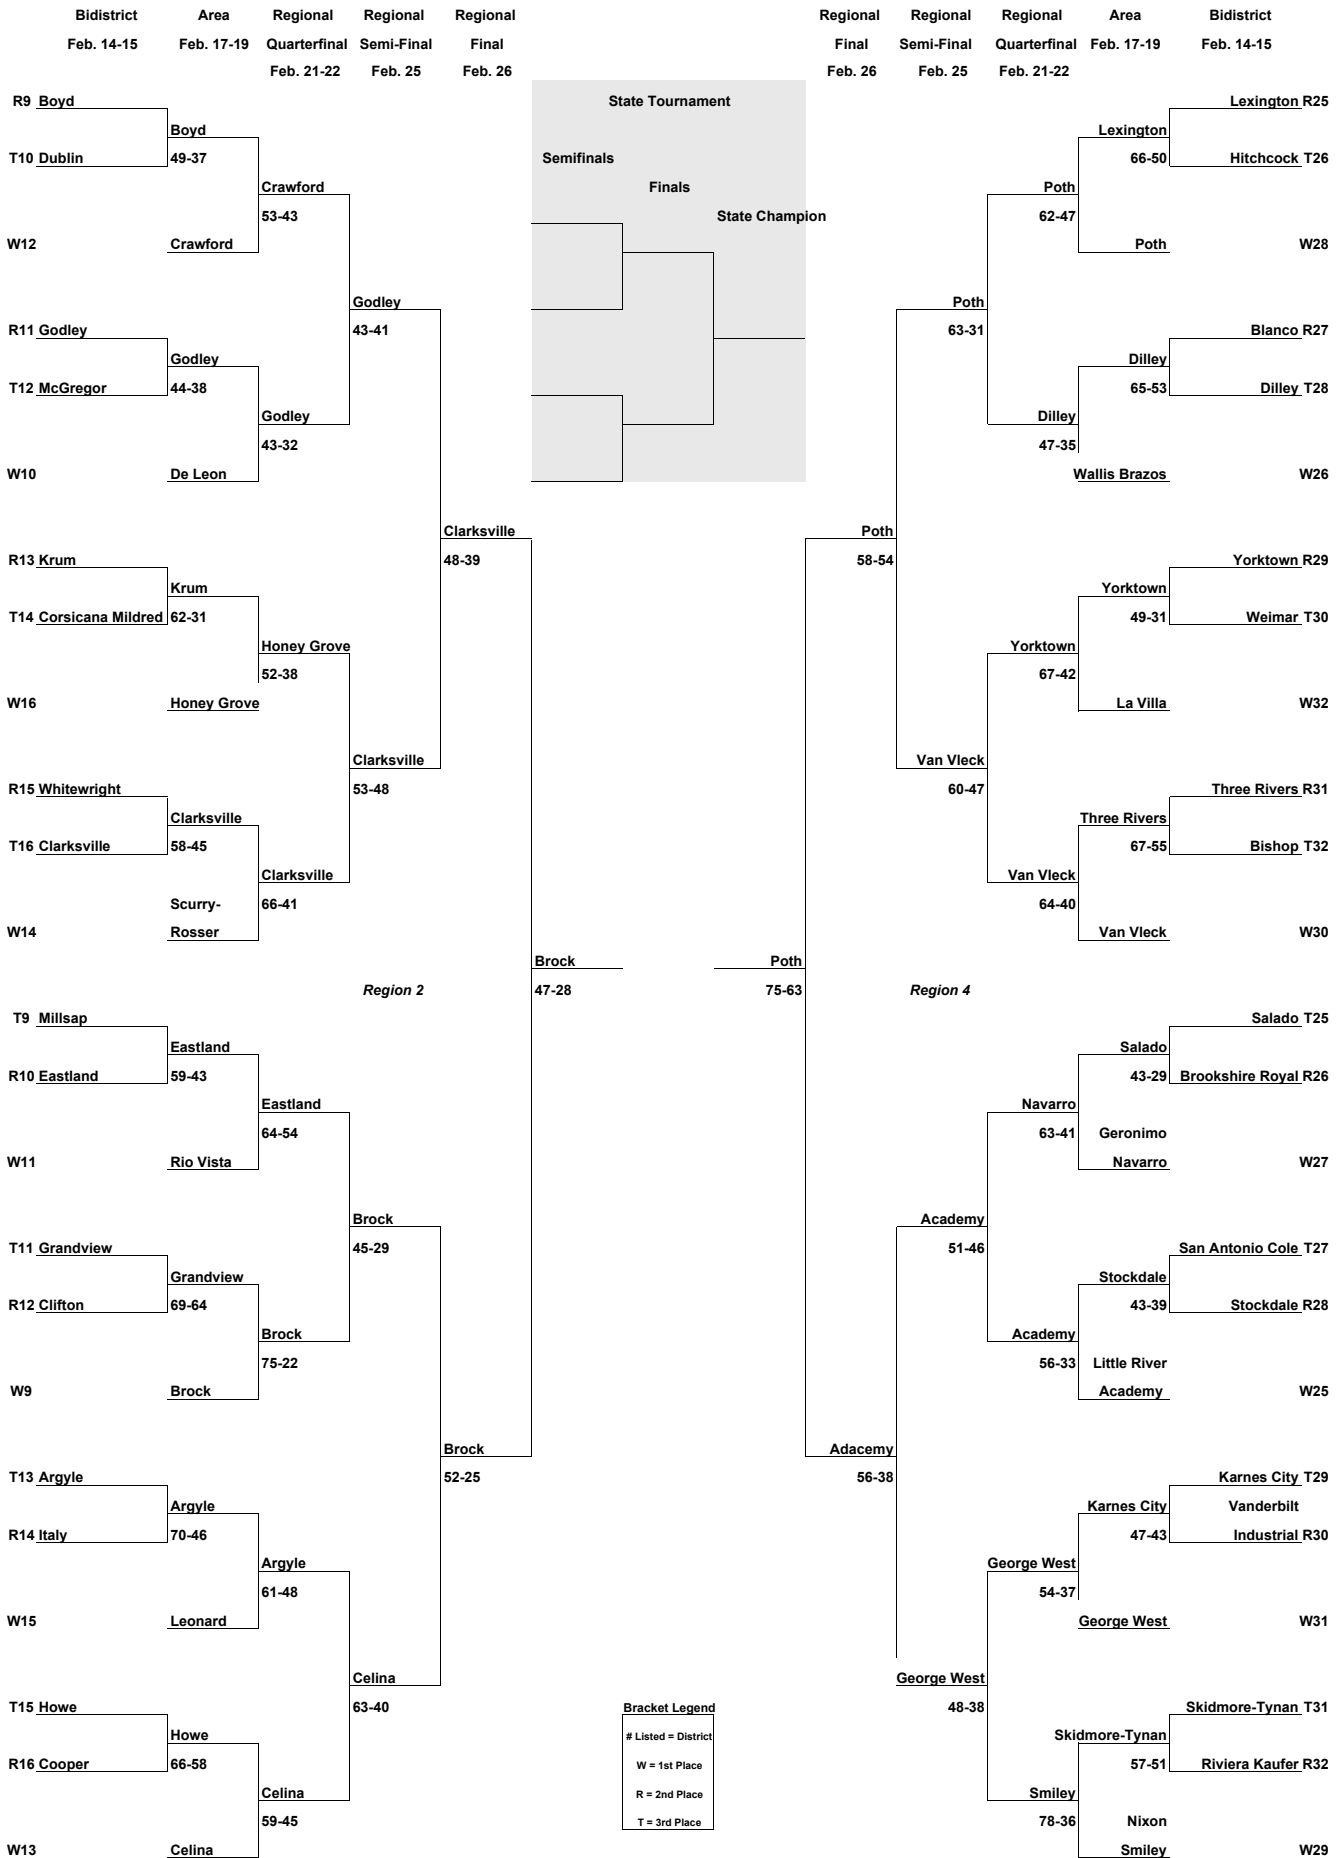 Bidistrict Area Regional Regional Regional Regional Regional Regional Area Bidistrict
Feb. 14-15 Feb. 17-19 Quarterfinal Semi-Final Final Final Semi-Final Quarterfinal Feb. 17-19 Feb. 14-15
Feb. 21-22 Feb. 25 Feb. 26 Feb. 26 Feb. 25 Feb. 21-22
R9 Boyd State Tournament Lexington R25
Boyd Lexington
T10 Dublin 49-37 Semifinals 66-50 Hitchcock T26
Crawford Finals Poth
53-43 State Champion 62-47
W12 Crawford Poth W28
Godley Poth
R11 Godley 43-41 63-31 Blanco R27
Godley Dilley
T12 McGregor 44-38 65-53 Dilley T28
Godley Dilley
43-32 47-35
W10 De Leon Wallis Brazos W26
Clarksville Poth
R13 Krum 48-39 58-54 Yorktown R29
Krum Yorktown
T14 Corsicana Mildred 62-31 49-31 Weimar T30
Honey Grove Yorktown
52-38 67-42
W16 Honey Grove La Villa W32
Clarksville Van Vleck
R15 Whitewright 53-48 60-47 Three Rivers R31
Clarksville Three Rivers
T16 Clarksville 58-45 67-55 Bishop T32
Clarksville Van Vleck
Scurry- 66-41 64-40
W14 Rosser Van Vleck W30
Brock Poth
Region 2 47-28 75-63 Region 4
T9 Millsap Salado T25
Eastland Salado
R10 Eastland 59-43 43-29 Brookshire Royal R26
Eastland Navarro
64-54 63-41 Geronimo
W11 Rio Vista Navarro W27
Brock Academy
T11 Grandview 45-29 51-46 San Antonio Cole T27
Grandview Stockdale
R12 Clifton 69-64 43-39 Stockdale R28
Brock Academy
75-22 56-33 Little River
W9 Brock Academy W25
Brock Adacemy
T13 Argyle 52-25 56-38 Karnes City T29
Argyle Karnes City Vanderbilt
R14 Italy 70-46 47-43 Industrial R30
Argyle George West
61-48 54-37
W15 Leonard George West W31
Celina George West
T15 Howe 63-40 Bracket Legend 48-38 Skidmore-Tynan T31
Howe # Listed = District Skidmore-Tynan
R16 Cooper 66-58 W = 1st Place 57-51 Riviera Kaufer R32
Celina R = 2nd Place Smiley
59-45 T = 3rd Place 78-36 Nixon
W13 Celina Smiley W29